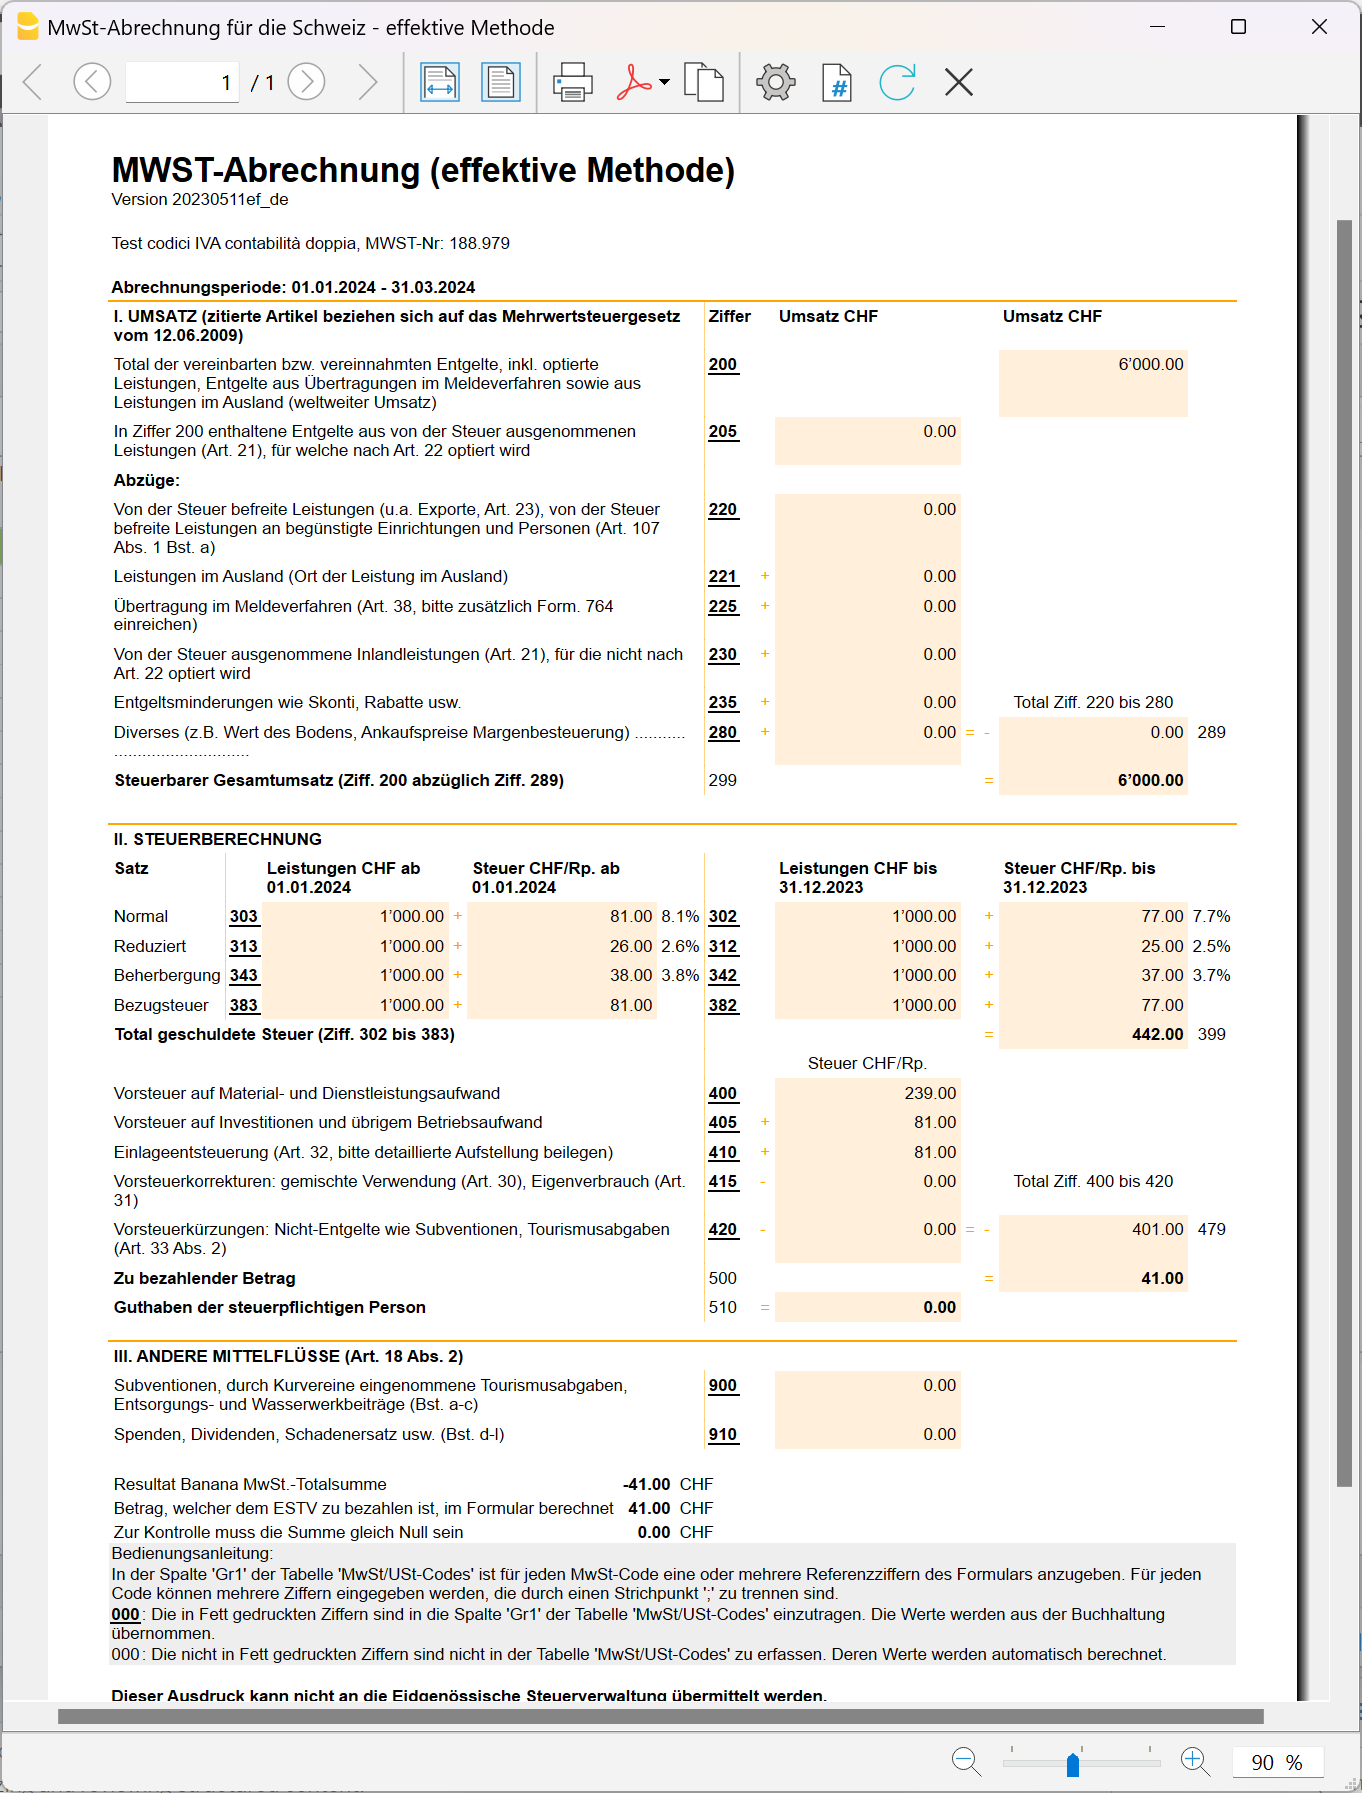 MwSt-Abrechnung für die Schweiz - effektive Methode
1 / 1
#
MWST-Abrechnung (effektive Methode)
Version 20230511ef_de
Test codici IVA contabilità doppia, MWST-Nr: 188.979
Abrechnungsperiode: 01.01.2024 - 31.03.2024
I. UMSATZ (zitierte Artikel beziehen sich auf das Mehrwertsteuergesetz Ziffer Umsatz CHF Umsatz CHF
vom 12.06.2009)
Total der vereinbarten bzw. vereinnahmten Entgelte, inkl. optierte 200 6’000.00
Leistungen, Entgelte aus Übertragungen im Meldeverfahren sowie aus
Leistungen im Ausland (weltweiter Umsatz)
In Ziffer 200 enthaltene Entgelte aus von der Steuer ausgenommenen 205 0.00
Leistungen (Art. 21), für welche nach Art. 22 optiert wird
Abzüge:
Von der Steuer befreite Leistungen (u.a. Exporte, Art. 23), von der Steuer 220 0.00
befreite Leistungen an begünstigte Einrichtungen und Personen (Art. 107
Abs. 1 Bst. a)
Leistungen im Ausland (Ort der Leistung im Ausland) 221 + 0.00
Übertragung im Meldeverfahren (Art. 38, bitte zusätzlich Form. 764 225 + 0.00
einreichen)
Von der Steuer ausgenommene Inlandleistungen (Art. 21), für die nicht nach 230 + 0.00
Art. 22 optiert wird
Entgeltsminderungen wie Skonti, Rabatte usw. 235 + 0.00 Total Ziff. 220 bis 280
Diverses (z.B. Wert des Bodens, Ankaufspreise Margenbesteuerung) ........... 280 + 0.00 = - 0.00 289
.............................
Steuerbarer Gesamtumsatz (Ziff. 200 abzüglich Ziff. 289) 299 = 6’000.00
II. STEUERBERECHNUNG
Satz Leistungen CHF ab Steuer CHF/Rp. ab Leistungen CHF bis Steuer CHF/Rp. bis
01.01.2024 01.01.2024 31.12.2023 31.12.2023
Normal 303 1’000.00 + 81.00 8.1% 302 1’000.00 + 77.00 7.7%
Reduziert 313 1’000.00 + 26.00 2.6% 312 1’000.00 + 25.00 2.5%
Beherbergung 343 1’000.00 + 38.00 3.8% 342 1’000.00 + 37.00 3.7%
Bezugsteuer 383 1’000.00 + 81.00 382 1’000.00 + 77.00
Total geschuldete Steuer (Ziff. 302 bis 383) = 442.00 399
Steuer CHF/Rp.
Vorsteuer auf Material- und Dienstleistungsaufwand 400 239.00
Vorsteuer auf Investitionen und übrigem Betriebsaufwand 405 + 81.00
Einlageentsteuerung (Art. 32, bitte detaillierte Aufstellung beilegen) 410 + 81.00
Vorsteuerkorrekturen: gemischte Verwendung (Art. 30), Eigenverbrauch (Art. 415 - 0.00 Total Ziff. 400 bis 420
31)
Vorsteuerkürzungen: Nicht-Entgelte wie Subventionen, Tourismusabgaben 420 - 0.00 = - 401.00 479
(Art. 33 Abs. 2)
Zu bezahlender Betrag 500 = 41.00
Guthaben der steuerpflichtigen Person 510 = 0.00
III. ANDERE MITTELFLÜSSE (Art. 18 Abs. 2)
Subventionen, durch Kurvereine eingenommene Tourismusabgaben, 900 0.00
Entsorgungs- und Wasserwerkbeiträge (Bst. a-c)
Spenden, Dividenden, Schadenersatz usw. (Bst. d-l) 910 0.00
Resultat Banana MwSt.-Totalsumme -41.00 CHF
Betrag, welcher dem ESTV zu bezahlen ist, im Formular berechnet 41.00 CHF
Zur Kontrolle muss die Summe gleich Null sein 0.00 CHF
Bedienungsanleitung:
In der Spalte 'Gr1' der Tabelle 'MwSt/USt-Codes' ist für jeden MwSt-Code eine oder mehrere Referenzziffern des Formulars anzugeben. Für jeden
Code können mehrere Ziffern eingegeben werden, die durch einen Strichpunkt ';' zu trennen sind.
000: Die in Fett gedruckten Ziffern sind in die Spalte 'Gr1' der Tabelle 'MwSt/USt-Codes' einzutragen. Die Werte werden aus der Buchhaltung
übernommen.
000: Die nicht in Fett gedruckten Ziffern sind nicht in der Tabelle 'MwSt/USt-Codes' zu erfassen. Deren Werte werden automatisch berechnet.
Dieser Ausdruck kann nicht an die Eidgenössische Steuerverwaltung übermittelt werden.
90 %